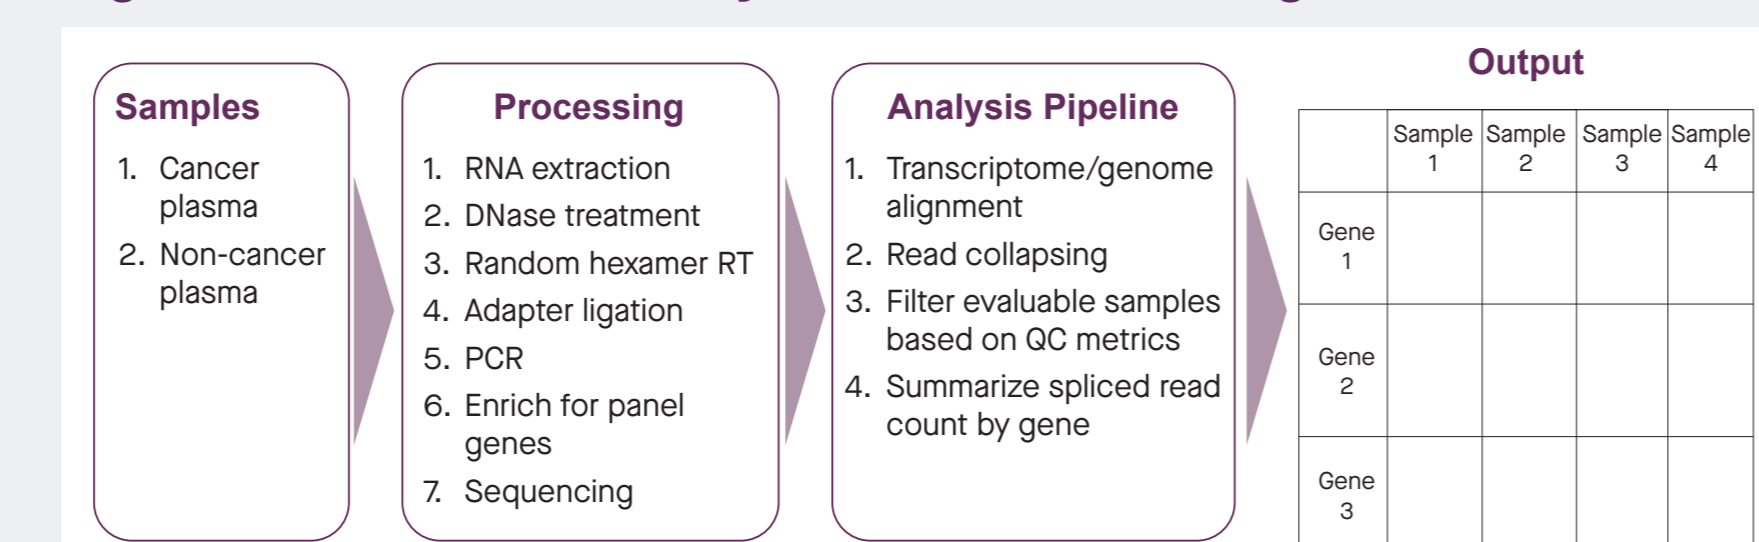 Samples
1. Cancer
plasma
2. Non-cancer
plasma
Processing
1. RNA extraction
2. DNase treatment
3. Random hexamer RT
4. Adapter ligation
5. PCR
6. Enrich for panel
genes
7. Sequencing
Analysis Pipeline
1. Transcriptome/genome
alignment
2. Read collapsing
3. Filter evaluable samples
based on QC metrics
4. Summarize spliced read
count by gene
Output
Sample Sample Sample Sample
1 2 3 4
Gene
1
Gene
2
Gene
3